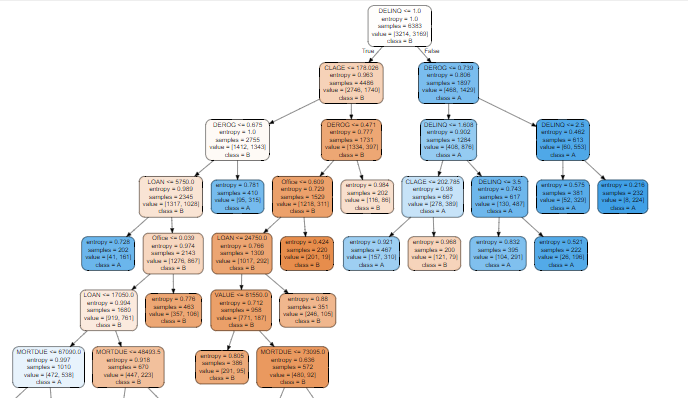 DELINQ <= 1.0
entropy = 1.0
samples = 6383
value = [3214, 3169]
class = B
True
False
CLAGE <= 178.026
entropy = 0.963
samples = 4486
value = [2746, 1740]
class = B
DEROG <= 0.739
entropy = 0.806
samples = 1897
value = [468, 1429]
class = A
DEROG <= 0.675
entropy = 1.0
samples = 2755
value = [1412, 1343]
class = B
DEROG <= 0.471
entropy = 0.777
samples = 1731
value = [1334, 397]
class = B
DELINQ <= 1.608
entropy = 0.902
samples = 1284
value = [408, 876]
class = A
DELINQ <= 2.5
entropy = 0.462
samples = 613
value = [60, 553]
class = A
LOAN <= 5750.0
entropy = 0.989
samples = 2345
value = [1317, 1028]
class = B
entropy = 0.781
samples = 410
value = [95, 315]
class = A
Office <= 0.609
entropy = 0.729
samples = 1529
value = [1218, 311]
class = B
entropy = 0.984
samples = 202
value = [116, 86]
class = B
CLAGE <= 202.785
entropy = 0.98
samples = 667
value = [278, 389]
class = A
DELINQ <= 3.5
entropy = 0.743
samples = 617
value = [130, 487]
class = A
entropy = 0.575
samples = 381
value = [52, 329]
class = A
entropy = 0.216
samples = 232
value = [8, 224]
class = A
entropy = 0.728
samples = 202
value = [41, 161]
class = A
Office <= 0.039
entropy = 0.974
samples = 2143
value = [1276, 867]
class = B
LOAN <= 24750.0
entropy = 0.766
samples = 1309
value = [1017, 292]
class = B
entropy = 0.424
samples = 220
value = [201, 19]
class = B
entropy = 0.921
samples = 467
value = [157, 310]
class = A
entropy = 0.968
samples = 200
value = [121, 79]
class = B
entropy = 0.832
samples = 395
value = [104, 291]
class = A
entropy = 0.521
samples = 222
value = [26, 196]
class = A
LOAN <= 17050.0
entropy = 0.994
samples = 1680
value = [919, 761]
class = B
entropy = 0.776
samples = 463
value = [357, 106]
class = B
VALUE <= 81550.0
entropy = 0.712
samples = 958
value = [771, 187]
class = B
entropy = 0.88
samples = 351
value = [246, 105]
class = B
MORTDUE <= 67090.0
entropy = 0.997
samples = 1010
value = [472, 538]
class = A
MORTDUE <= 48493.5
entropy = 0.918
samples = 670
value = [447, 223]
class = B
entropy = 0.805
samples = 386
value = [291, 95]
class = B
MORTDUE <= 73095.0
entropy = 0.636
samples = 572
value = [480, 92]
class = B